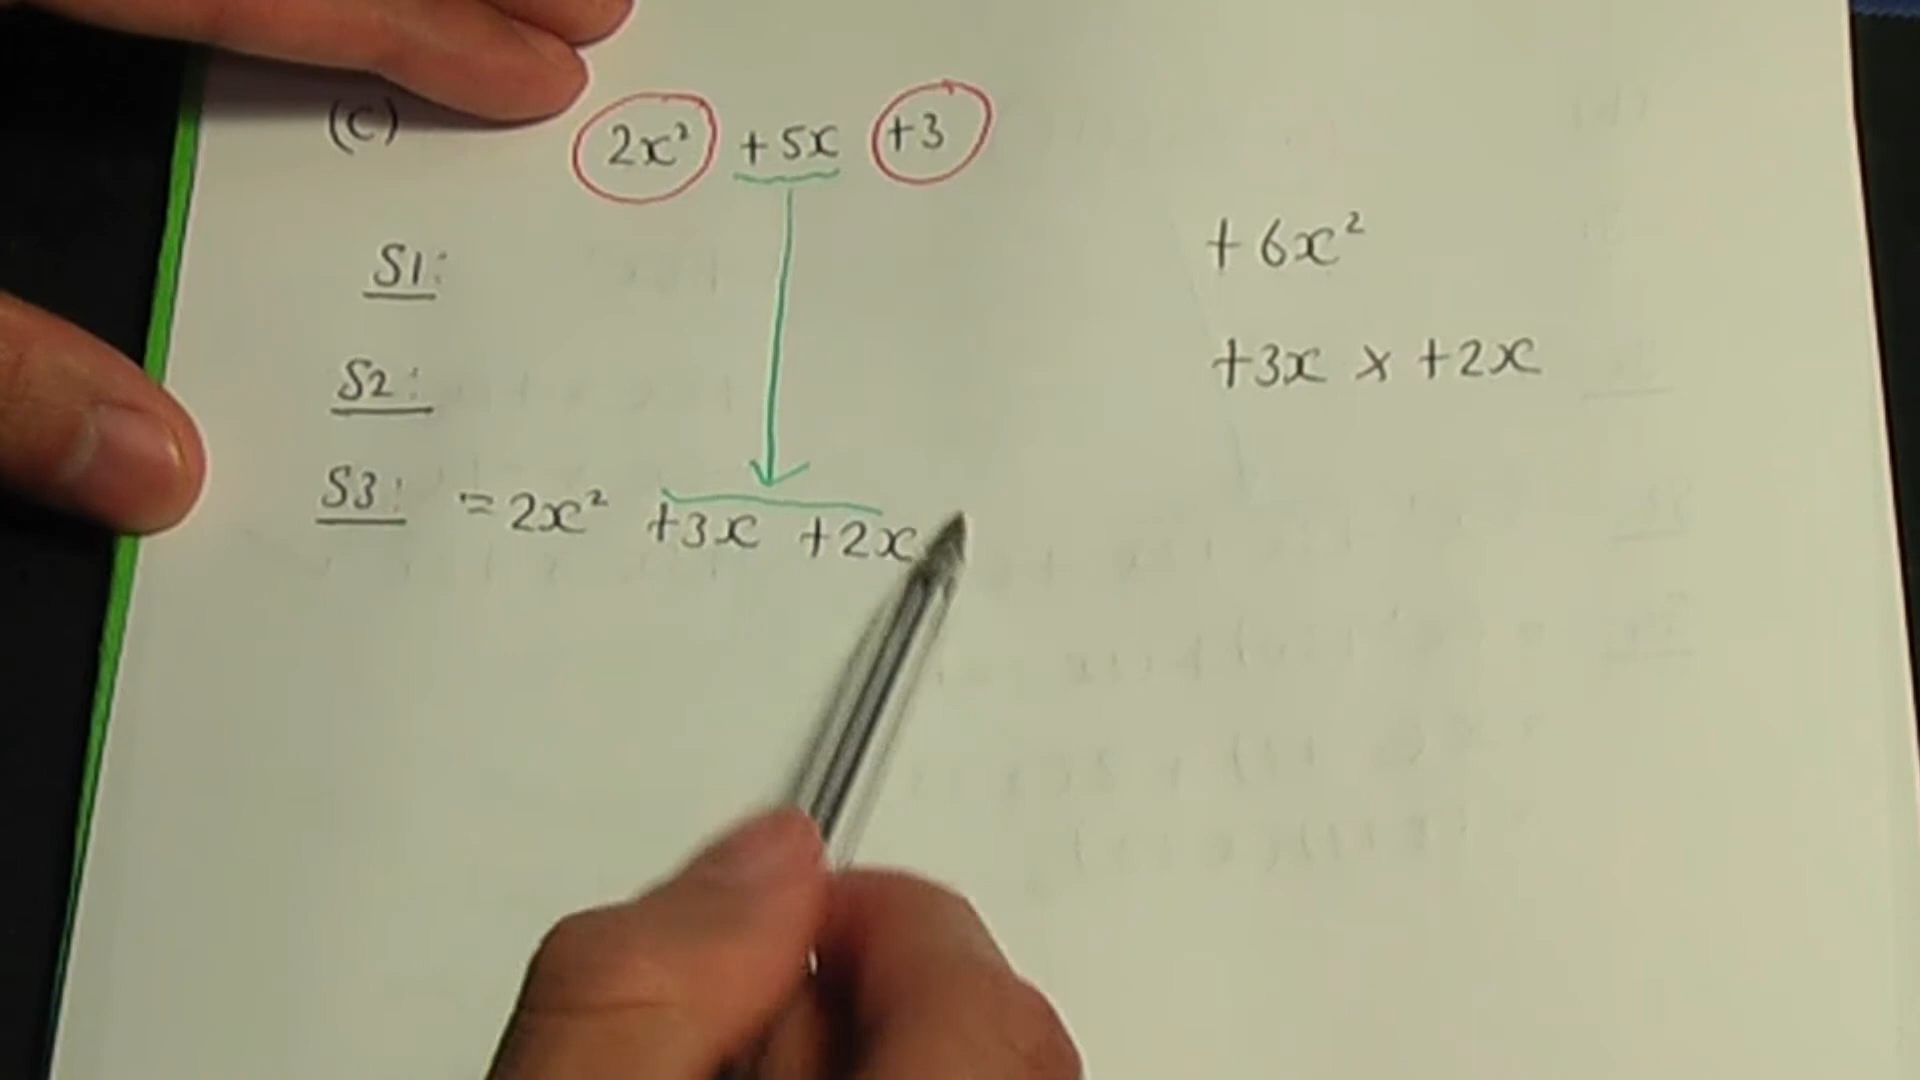 (C) 2x² +5x +3
S1: +6x²
S2: +3x x +2x
S3: =2x² +3x +2x